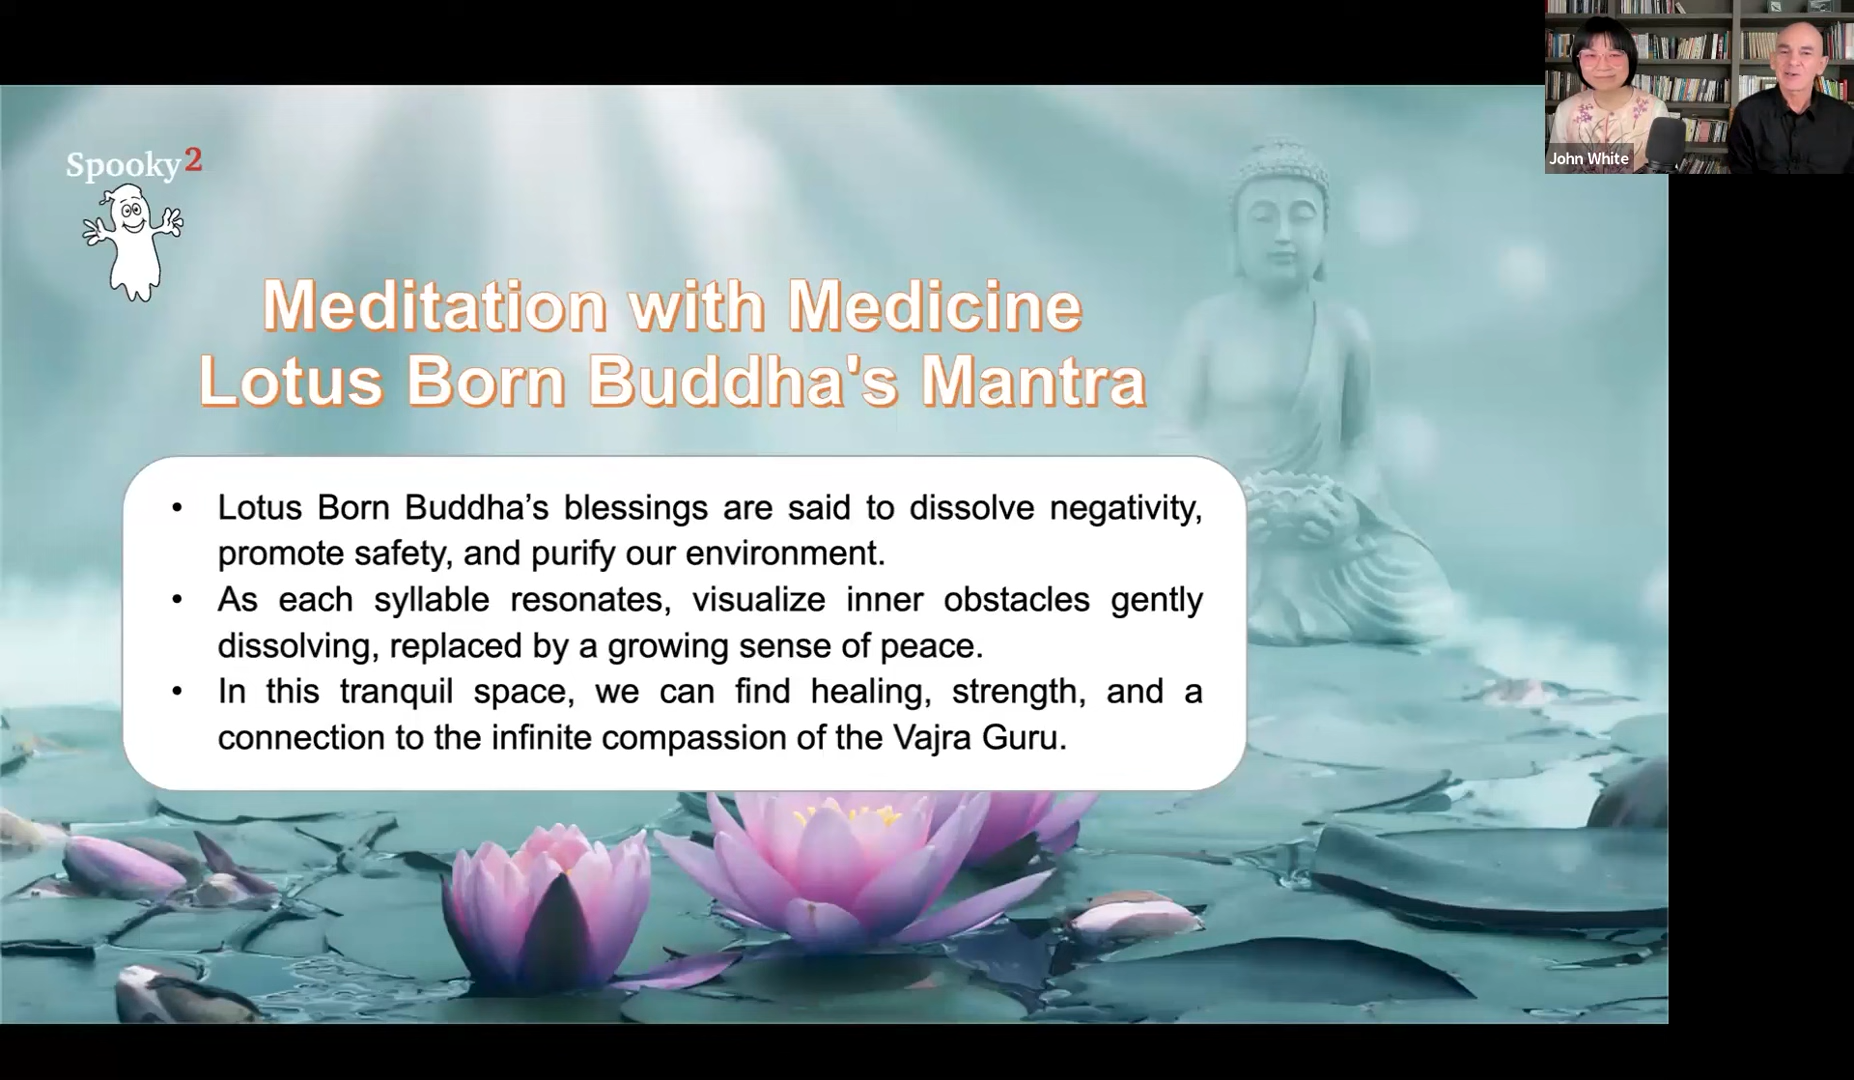 John White
Spooky2
Meditation with Medicine
Lotus Born Buddha's Mantra
• Lotus Born Buddha’s blessings are said to dissolve negativity,
promote safety, and purify our environment.
• As each syllable resonates, visualize inner obstacles gently
dissolving, replaced by a growing sense of peace.
• In this tranquil space, we can find healing, strength, and a
connection to the infinite compassion of the Vajra Guru.